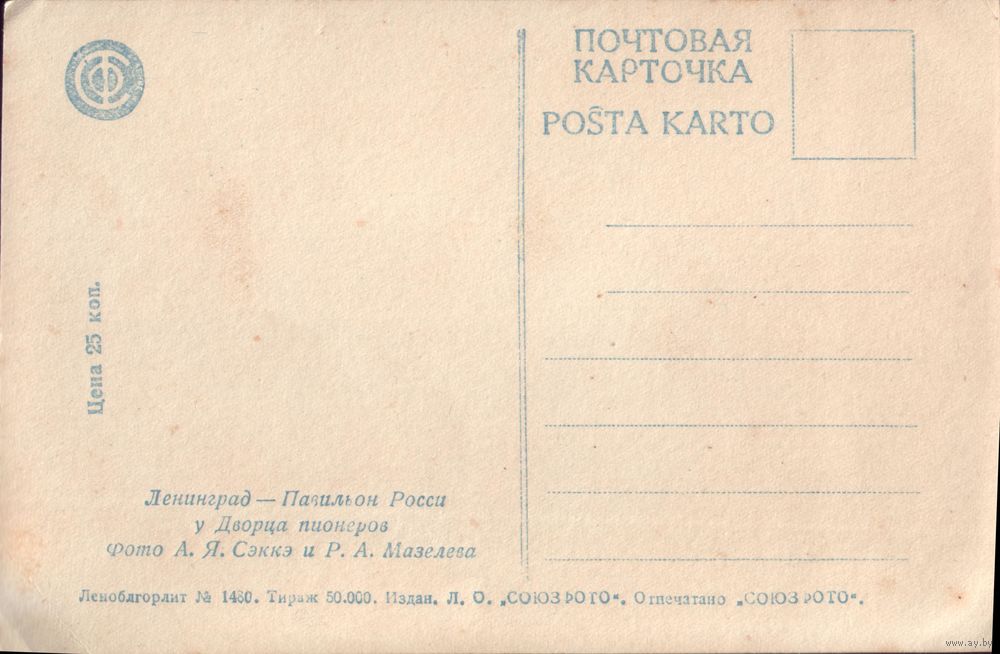 ПОЧТОВАЯ
КАРТОЧКА
POŜTA KARTO
Цена 25 коп.
Ленинград — Павильон Росси
у Дворца пионеров
Фото А. Я. Сэккэ и Р. А. Мазелева
Леноблгорлит № 1480. Тираж 50.000. Издан. Л. О. „СОЮЗФОТО“. Отпечатано „СОЮЗФОТО“.
www.ay.by